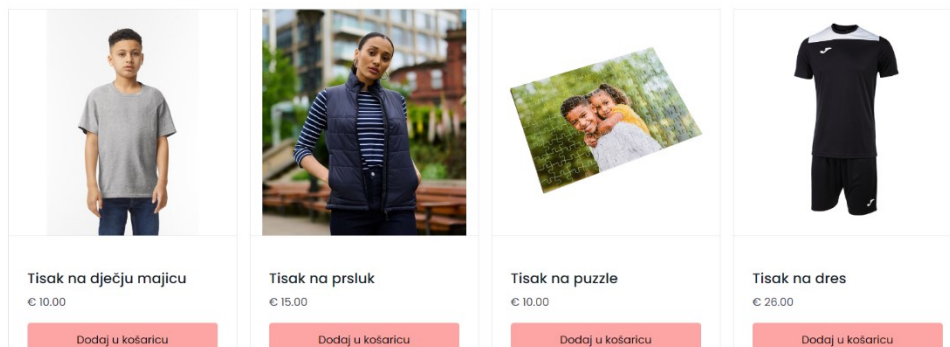 Tisak na dječju majicu
€ 10.00
Dodaj u košaricu
Tisak na prsluk
€ 15.00
Dodaj u košaricu
Tisak na puzzle
€ 10.00
Dodaj u košaricu
Tisak na dres
€ 26.00
Dodaj u košaricu